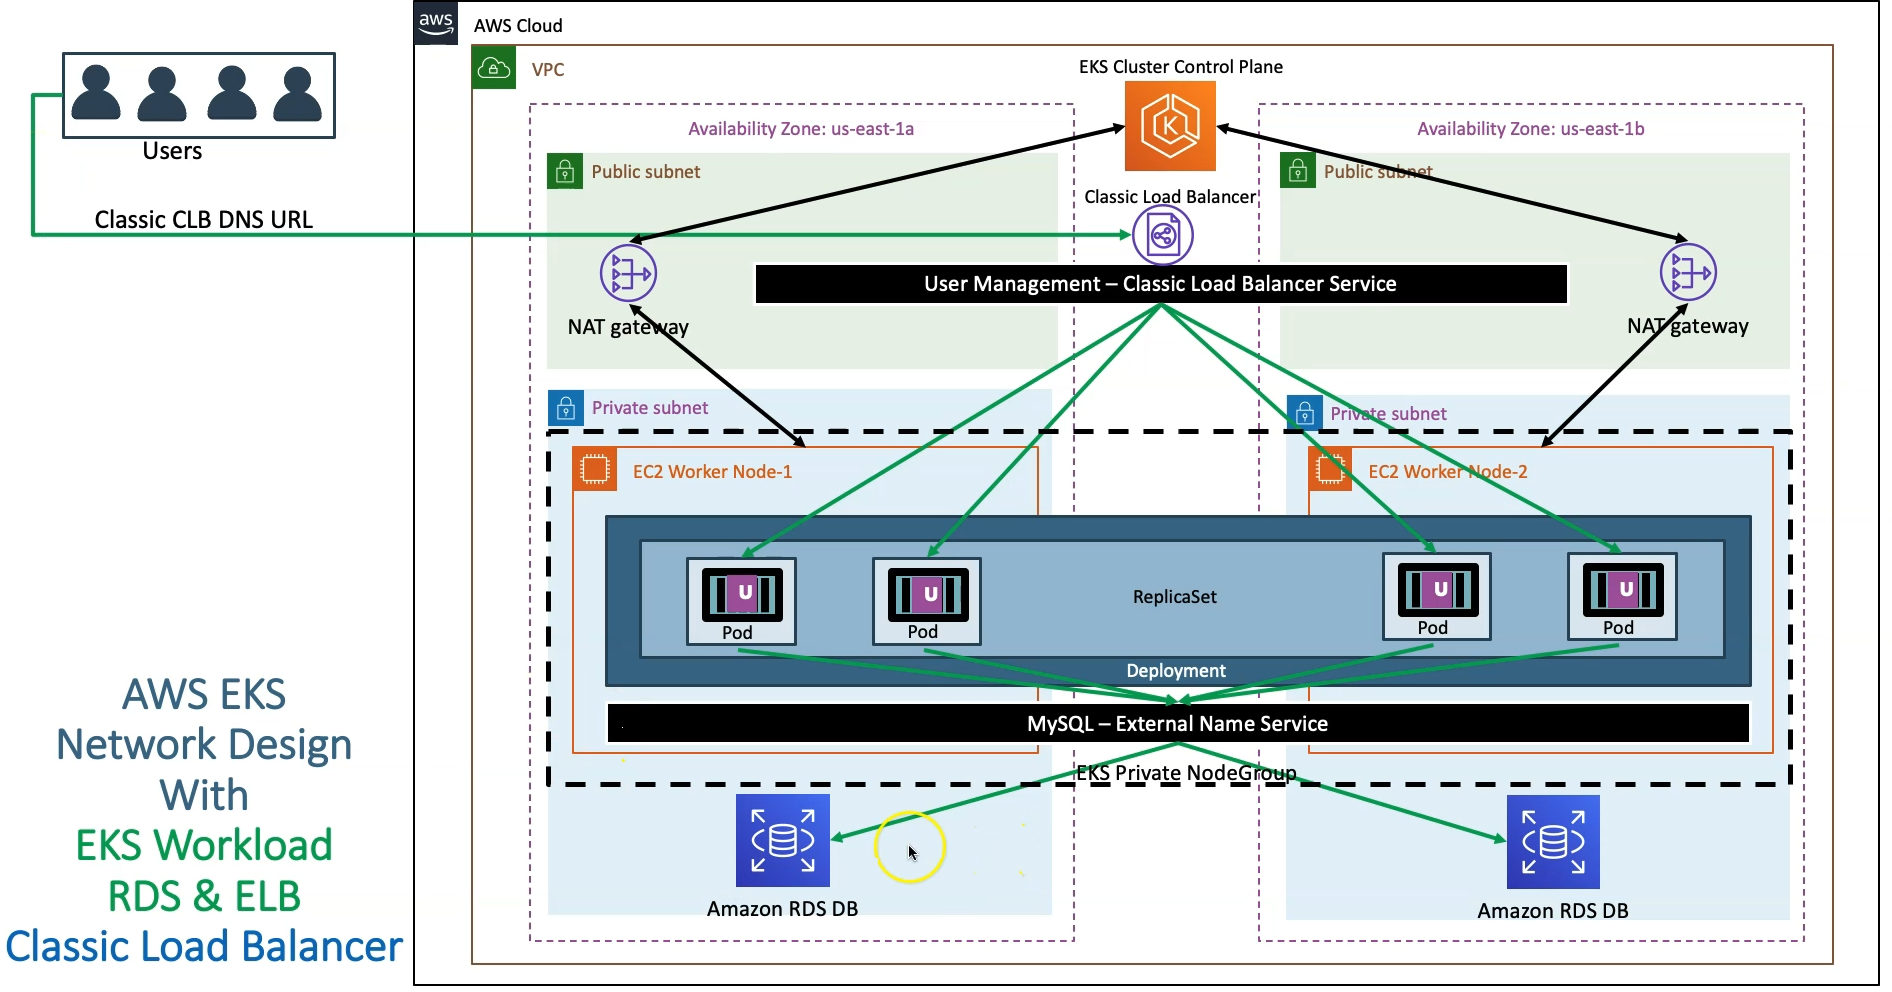 aws
AWS Cloud
VPC
EKS Cluster Control Plane
Availability Zone: us-east-1a
Availability Zone: us-east-1b
Users
Public subnet
K
Public subnet
Classic Load Balancer
Classic CLB DNS URL
User Management – Classic Load Balancer Service
NAT gateway
NAT gateway
Private subnet
Private subnet
EC2 Worker Node-1
EC2 Worker Node-2
U
U
U
U
ReplicaSet
Pod
Pod
Pod
Pod
Deployment
MySQL – External Name Service
EKS Private NodeGroup
Amazon RDS DB
Amazon RDS DB
AWS EKS
Network Design
With
EKS Workload
RDS & ELB
Classic Load Balancer